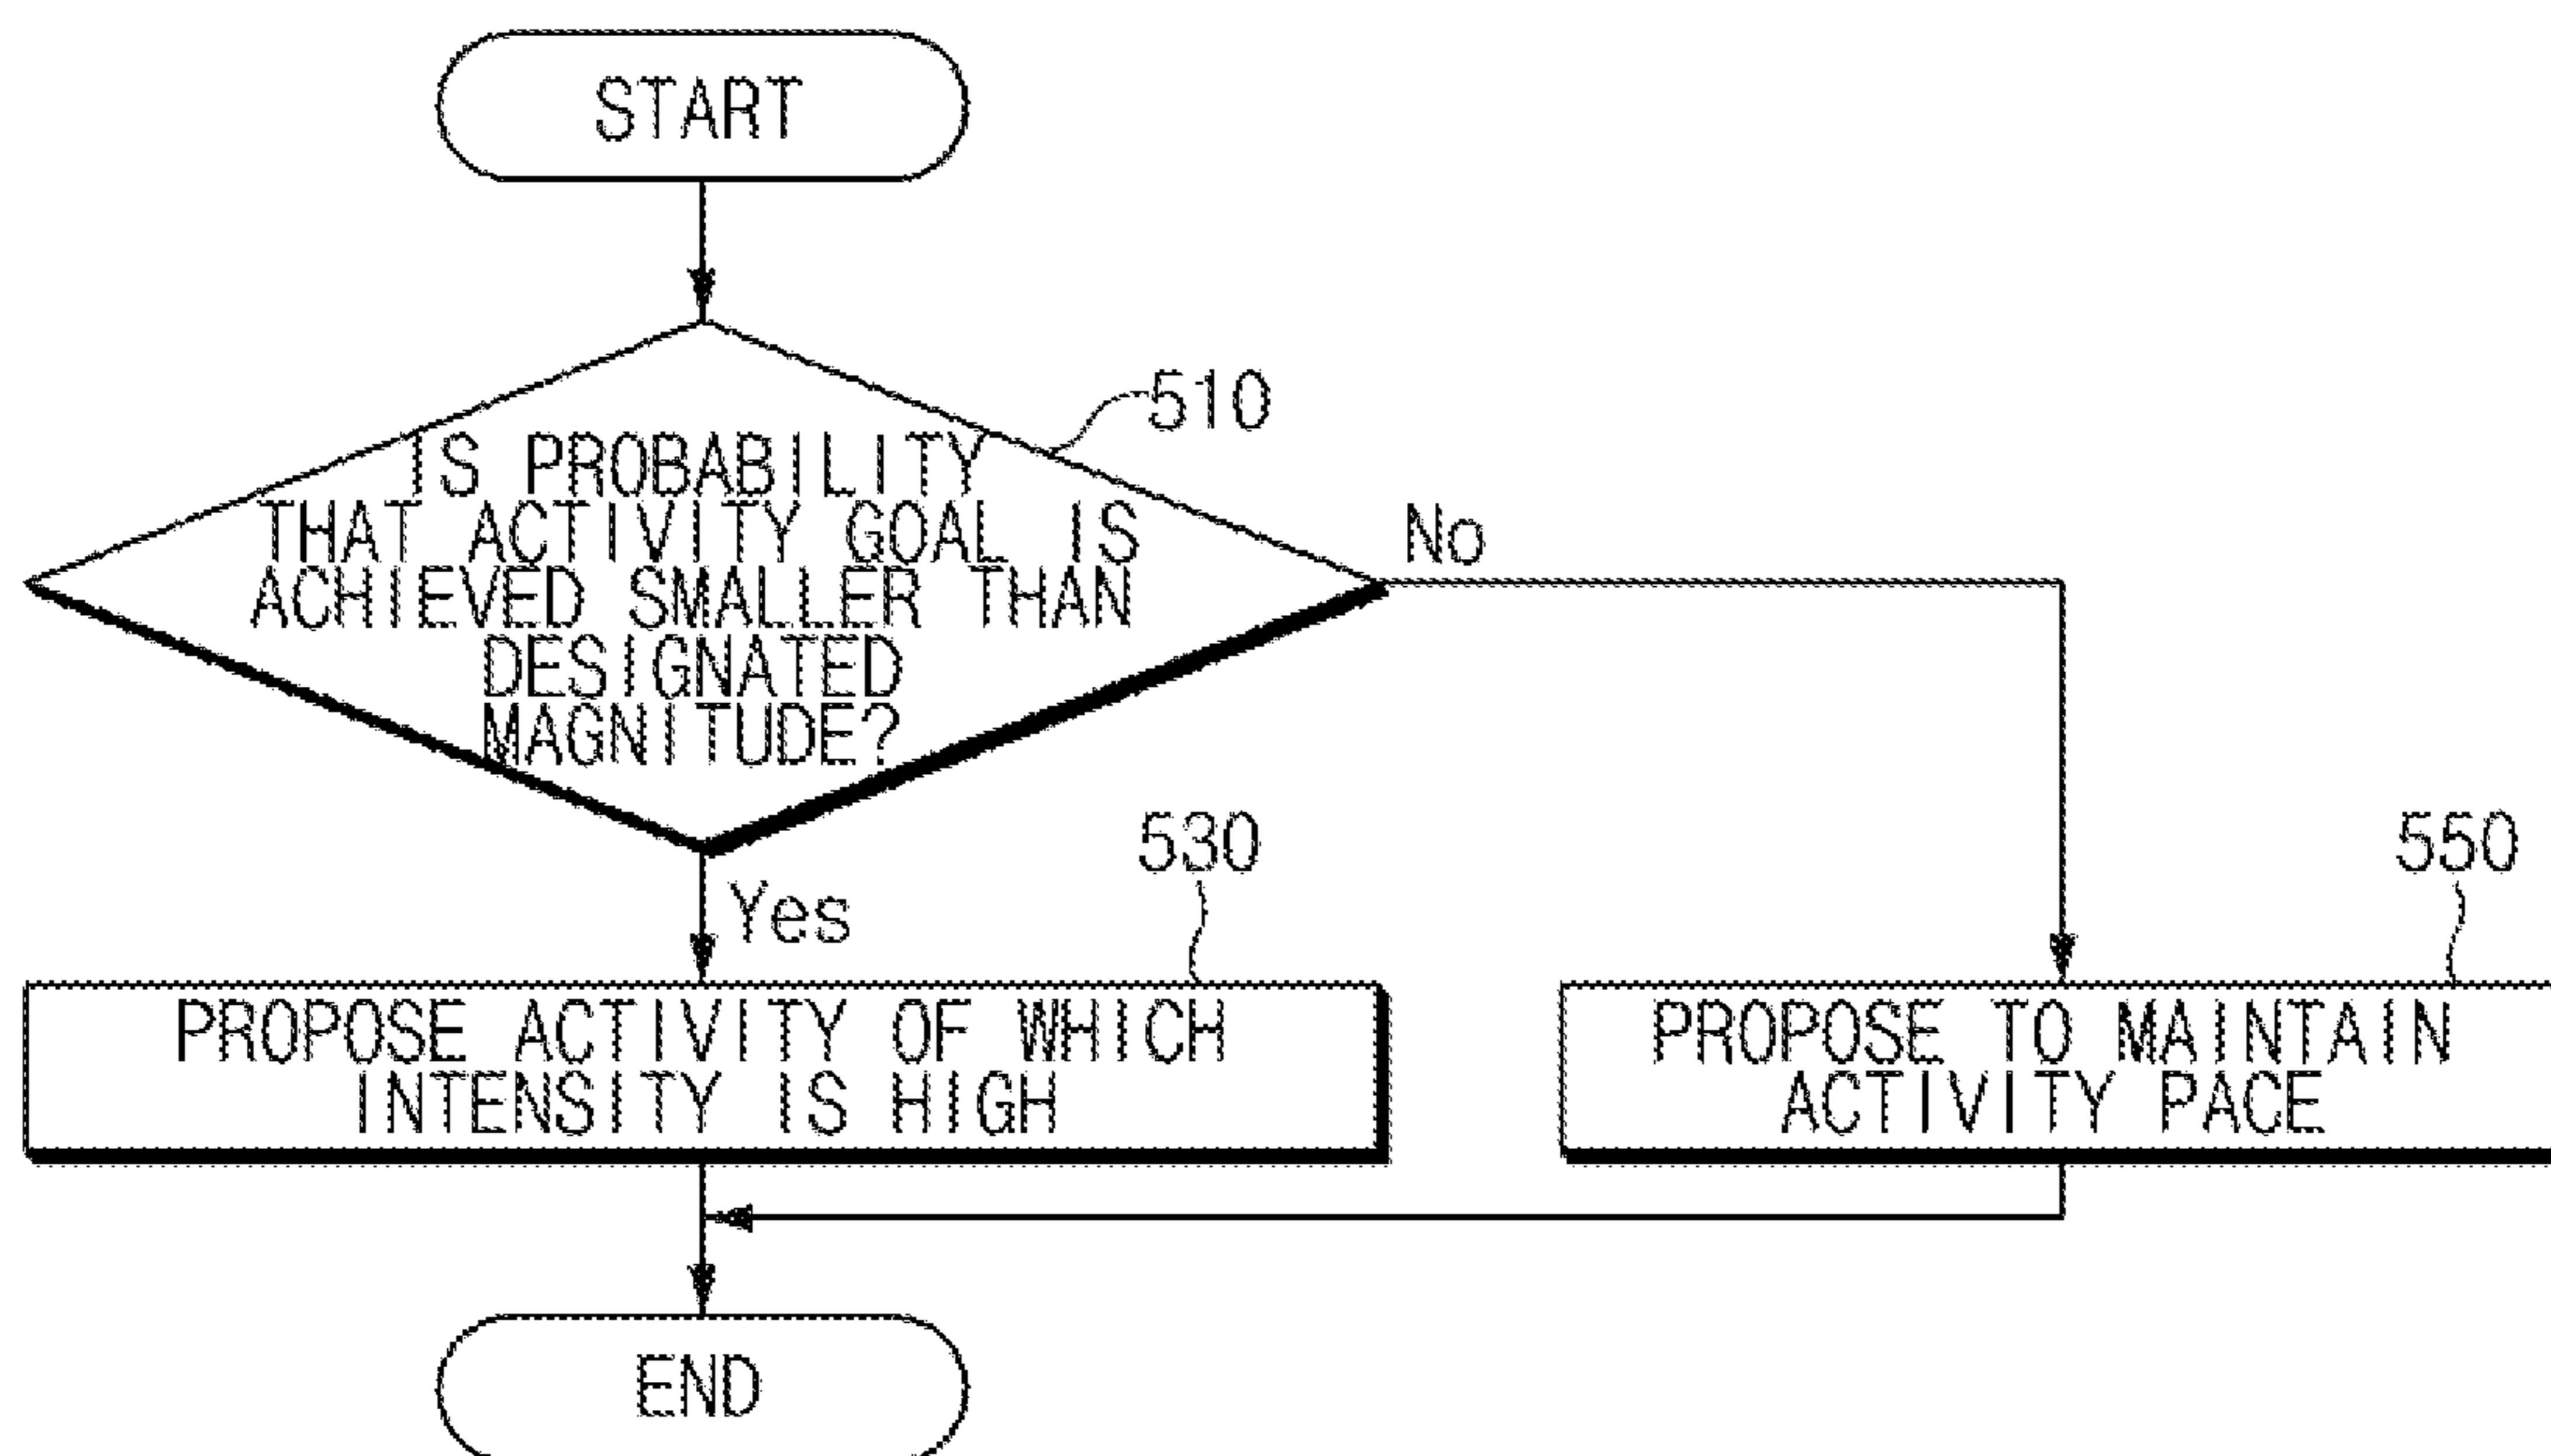 START
510
IS PROBABILITY
THAT ACTIVITY GOAL IS
ACHIEVED SMALLER THAN
DESIGNATED
MAGNITUDE?
No
Yes
530
550
PROPOSE ACTIVITY OF WHICH
INTENSITY IS HIGH
PROPOSE TO MAINTAIN
ACTIVITY PACE
END